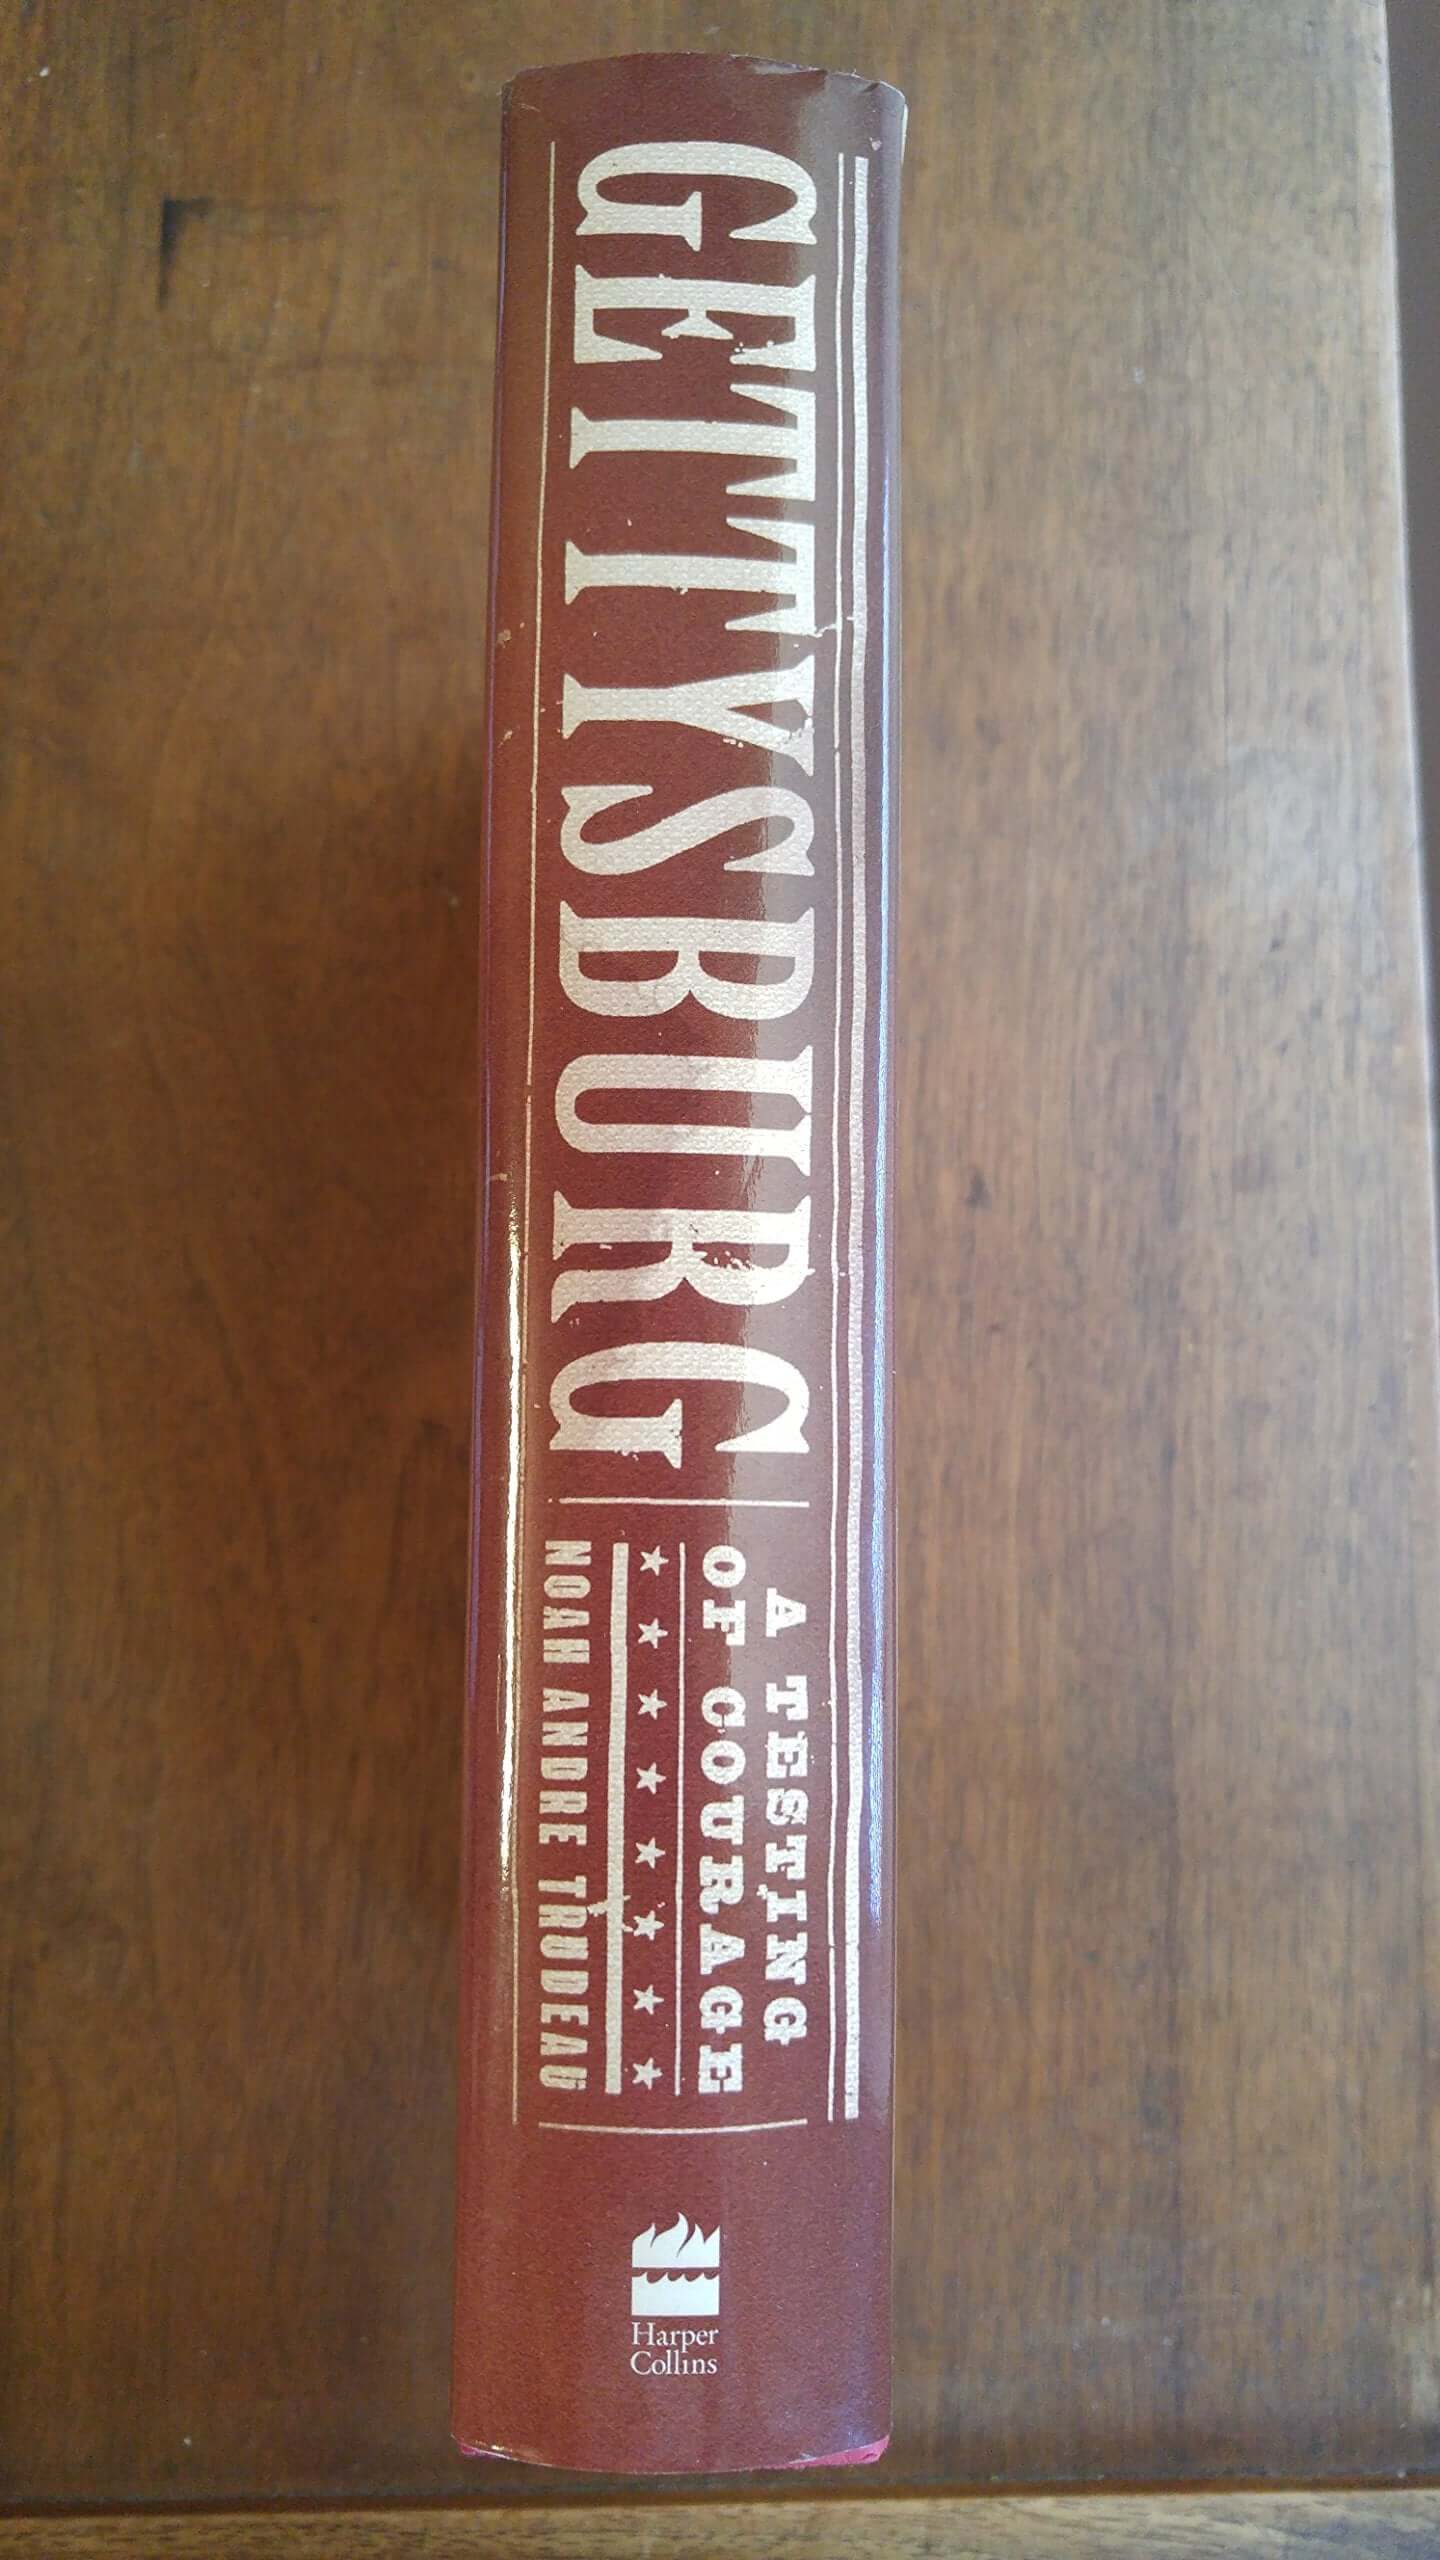 GETTYSBURG
A TESTING
OF COURAGE
NOAH ANDRE TRUDEAU
Harper
Collins